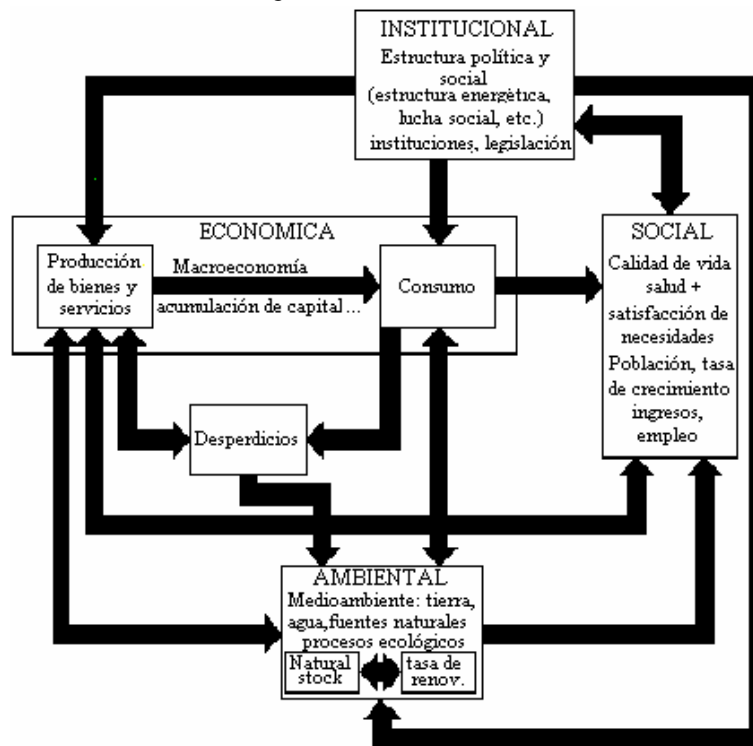 INSTITUCIONAL
Estructura política y
social
(estructura energética,
lucha social, etc.)
instituciones, legislación
ECONOMICA
Producción
de bienes y
servicios
Macroeconomía
acumulación de capital ...
Consumo
SOCIAL
Calidad de vida
salud +
satisfacción de
necesidades
Población, tasa
de crecimiento
ingresos,
empleo
Desperdicios
AMBIENTAL
Medioambiente: tierra,
agua,fuentes naturales
procesos ecológicos
Natural
stock
tasa de
renov.